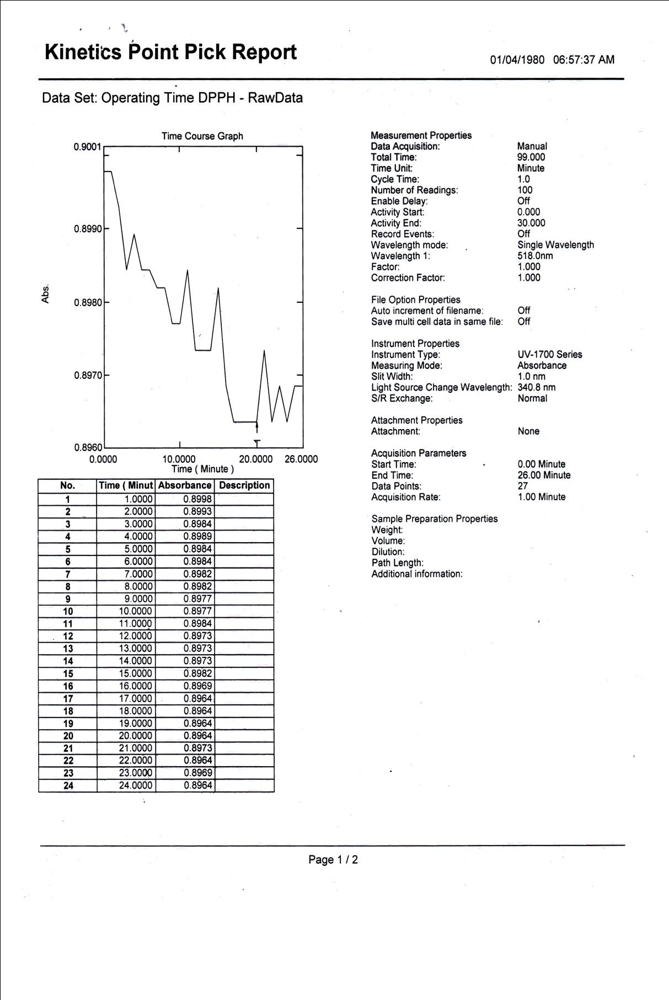 Kinetics Point Pick Report
01/04/1980 06:57:37 AM
Data Set: Operating Time DPPH - RawData
Time Course Graph
0.9001
0.8990
0.8980
0.8970
0.8960
Abs.
0.0000 10.0000 20.0000 26.0000
Time ( Minute )
Measurement Properties
Data Acquisition: Manual
Total Time: 99.000
Time Unit: Minute
Cycle Time: 1.0
Number of Readings: 100
Enable Delay: Off
Activity Start: 0.000
Activity End: 30.000
Record Events: Off
Wavelength mode: Single Wavelength
Wavelength 1: 518.0nm
Factor: 1.000
Correction Factor: 1.000
File Option Properties
Auto increment of filename: Off
Save multi cell data in same file: Off
Instrument Properties
Instrument Type: UV-1700 Series
Measuring Mode: Absorbance
Slit Width: 1.0 nm
Light Source Change Wavelength: 340.8 nm
S/R Exchange: Normal
Attachment Properties
Attachment: None
Acquisition Parameters
Start Time: 0.00 Minute
End Time: 26.00 Minute
Data Points: 27
Acquisition Rate: 1.00 Minute
Sample Preparation Properties
Weight:
Volume:
Dilution:
Path Length:
Additional information:
No. Time ( Minut Absorbance Description
1 1.0000 0.8998
2 2.0000 0.8993
3 3.0000 0.8984
4 4.0000 0.8989
5 5.0000 0.8984
6 6.0000 0.8984
7 7.0000 0.8982
8 8.0000 0.8982
9 9.0000 0.8977
10 10.0000 0.8977
11 11.0000 0.8984
12 12.0000 0.8973
13 13.0000 0.8973
14 14.0000 0.8973
15 15.0000 0.8982
16 16.0000 0.8969
17 17.0000 0.8964
18 18.0000 0.8964
19 19.0000 0.8964
20 20.0000 0.8964
21 21.0000 0.8973
22 22.0000 0.8964
23 23.0000 0.8969
24 24.0000 0.8964
Page 1 / 2